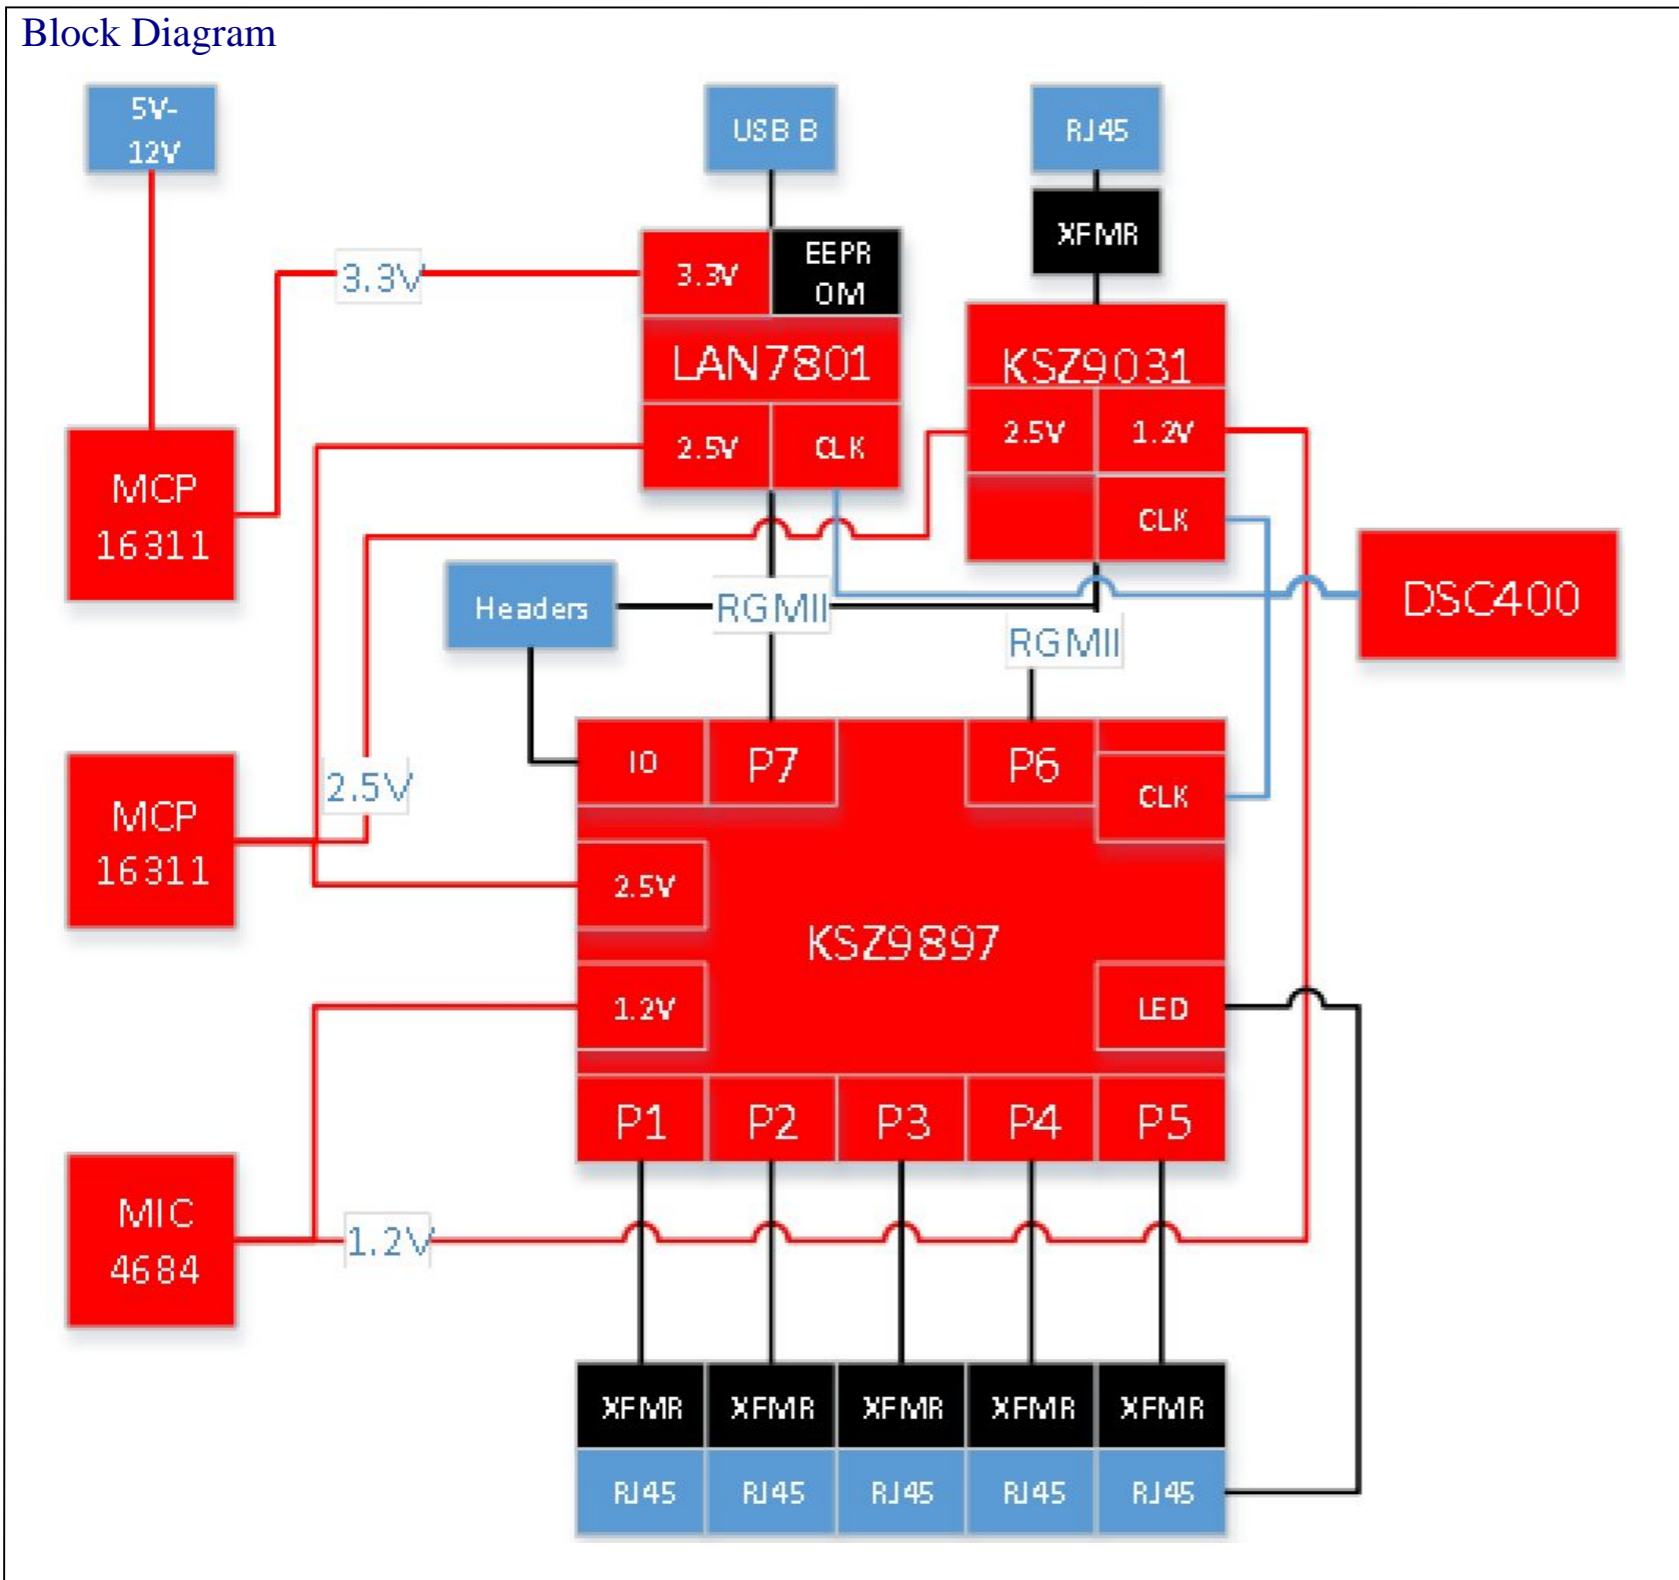 Block Diagram
5V-
12V
USB B
RJ45
XFMR
3.3V
3.3V
EEPR
OM
LAN7801
KSZ9031
2.5V
CLK
2.5V
1.2V
CLK
MCP
16311
Headers
RGMII
RGMII
DSC400
MCP
16311
2.5V
IO
P7
P6
CLK
2.5V
KSZ9897
1.2V
LED
P1
P2
P3
P4
P5
MIC
4684
1.2V
XFMR
XFMR
XFMR
XFMR
XFMR
RJ45
RJ45
RJ45
RJ45
RJ45